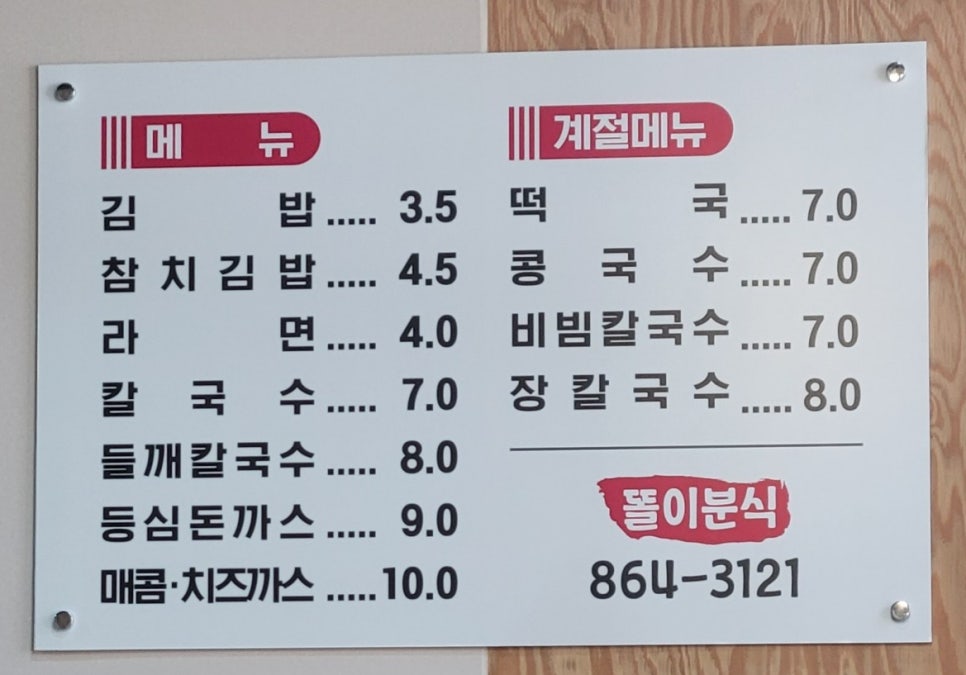 메 뉴
김 밥 ..... 3.5
참 치 김 밥 ..... 4.5
라 면 ..... 4.0
칼 국 수 ..... 7.0
들깨칼국수 ..... 8.0
등심돈까스 ..... 9.0
매콤·치즈까스 ..... 10.0
계절메뉴
떡 국 ..... 7.0
콩 국 수 ..... 7.0
비빔칼국수 ..... 7.0
장 칼 국 수 ..... 8.0
똘이분식
864-3121